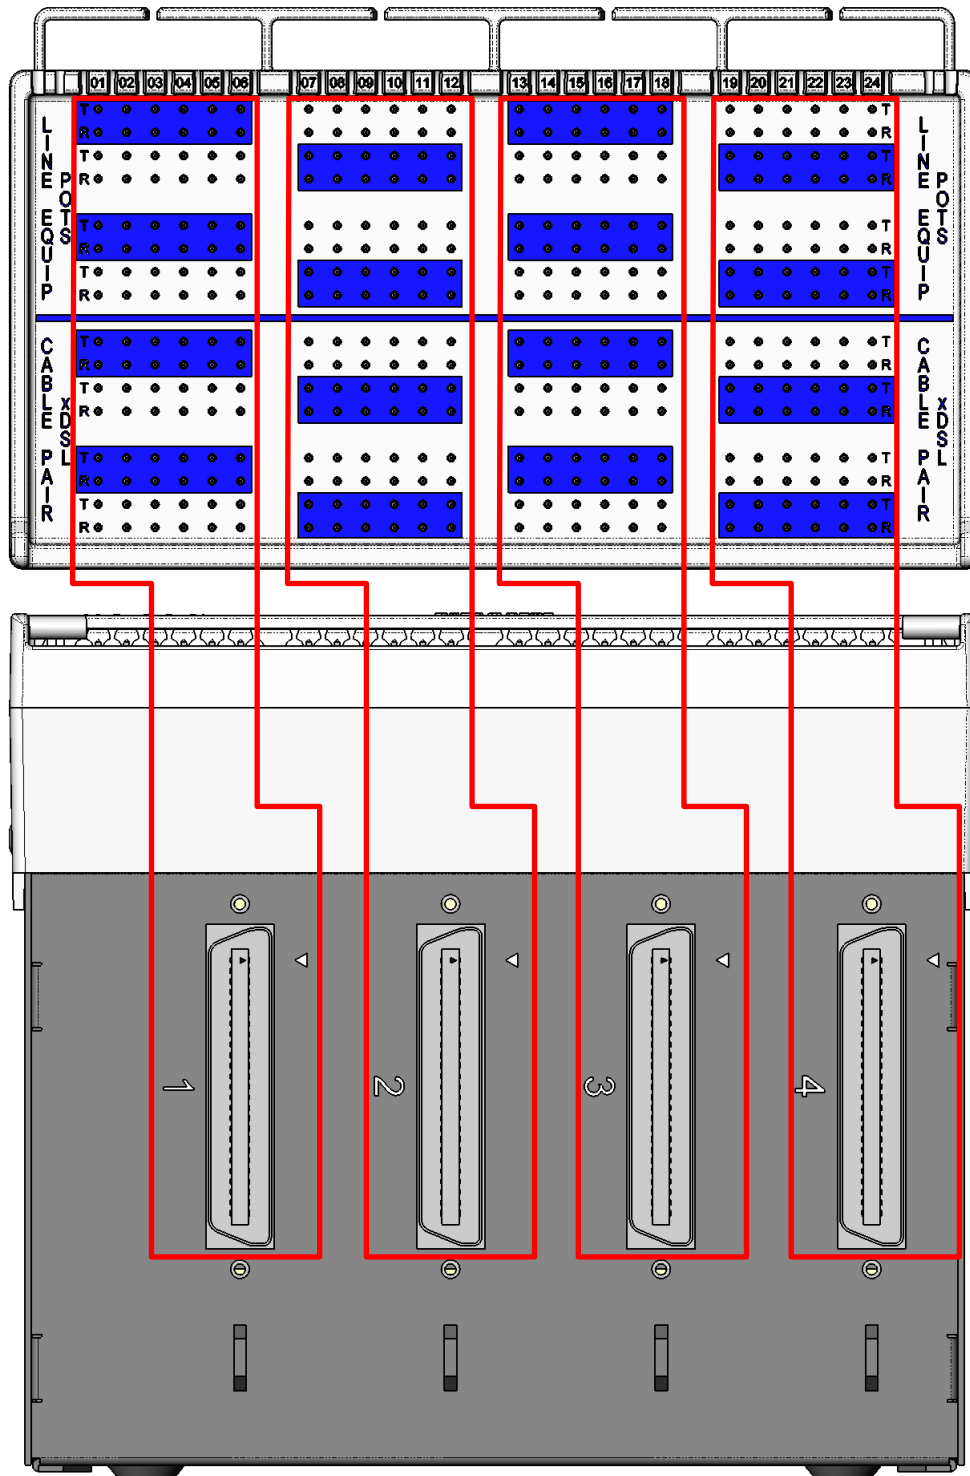 01 02 03 04 05 06 07 08 09 10 11 12 13 14 15 16 17 18 19 20 21 22 23 24
LINE EQUIP
POTS
T
R
T
R
T
R
T
R
T
R
T
R
T
R
T
R
LINE EQUIP
POTS
CABLE PAIR
xDSL
T
R
T
R
T
R
T
R
T
R
T
R
T
R
T
R
CABLE PAIR
xDSL
1 2 3 4